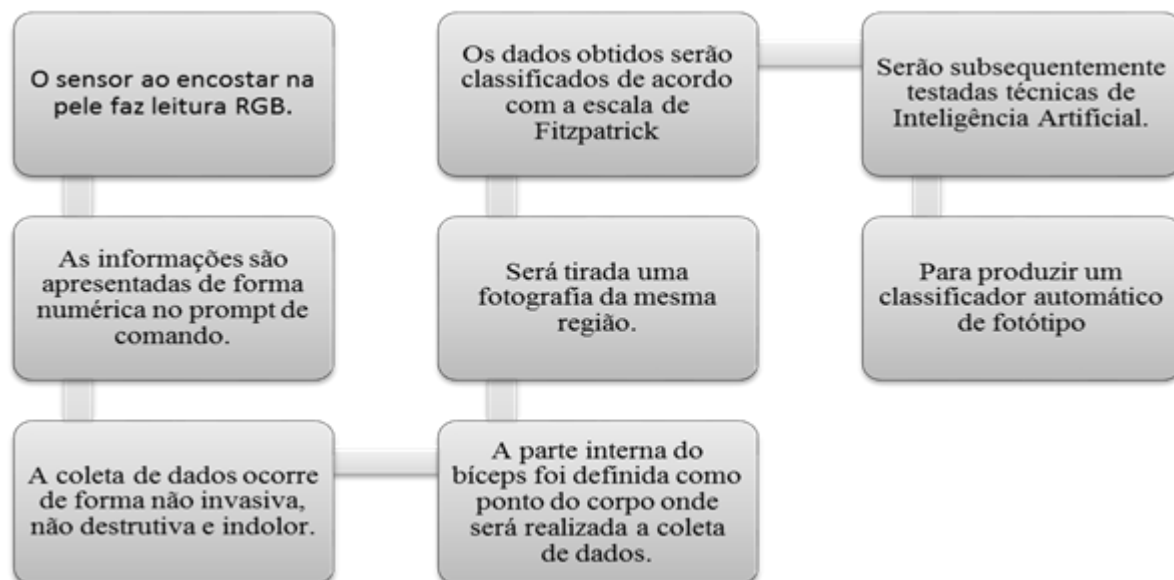 O sensor ao encostar na
pele faz leitura RGB.
As informações são
apresentadas de forma
numérica no prompt de
comando.
A coleta de dados ocorre
de forma não invasiva,
não destrutiva e indolor.
A parte interna do
bíceps foi definida como
ponto do corpo onde
será realizada a coleta
de dados.
Será tirada uma
fotografia da mesma
região.
Os dados obtidos serão
classificados de acordo
com a escala de
Fitzpatrick
Serão subsequentemente
testadas técnicas de
Inteligência Artificial.
Para produzir um
classificador automático
de fotótipo